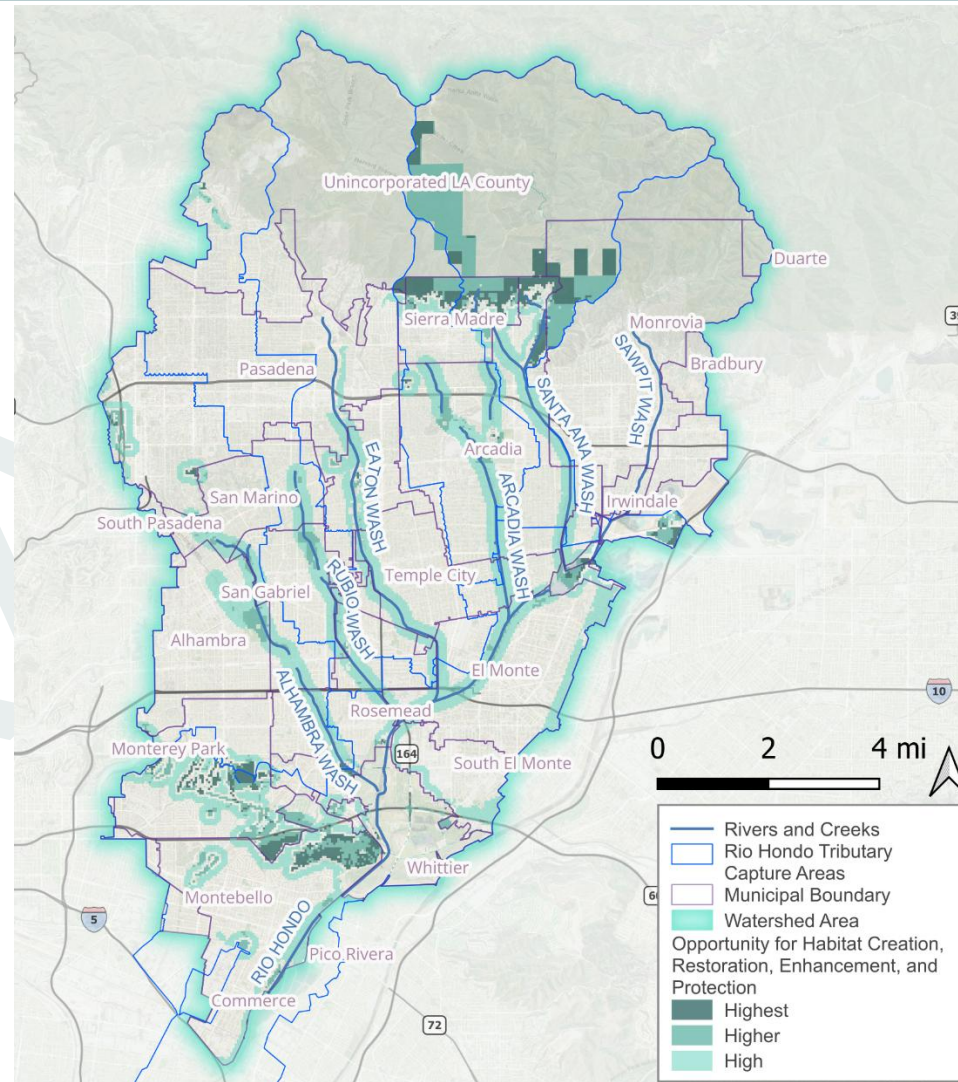 Unincorporated LA County
Duarte
39
Sierra Madre
Monrovia
Bradbury
Pasadena
SAWPIT WASH
SANTA ANA WASH
EATON WASH
Arcadia
ARCADIA WASH
San Marino
Irwindale
South Pasadena
RUBIO WASH
Temple City
San Gabriel
Alhambra
El Monte
ALHAMBRA WASH
Rosemead
10
164
Monterey Park
South El Monte
0 2 4 mi
Whittier
Montebello
5
RIO HONDO
Pico Rivera
Commerce
72
Rivers and Creeks
Rio Hondo Tributary
Capture Areas
Municipal Boundary
Watershed Area
Opportunity for Habitat Creation,
Restoration, Enhancement, and
Protection
Highest
Higher
High